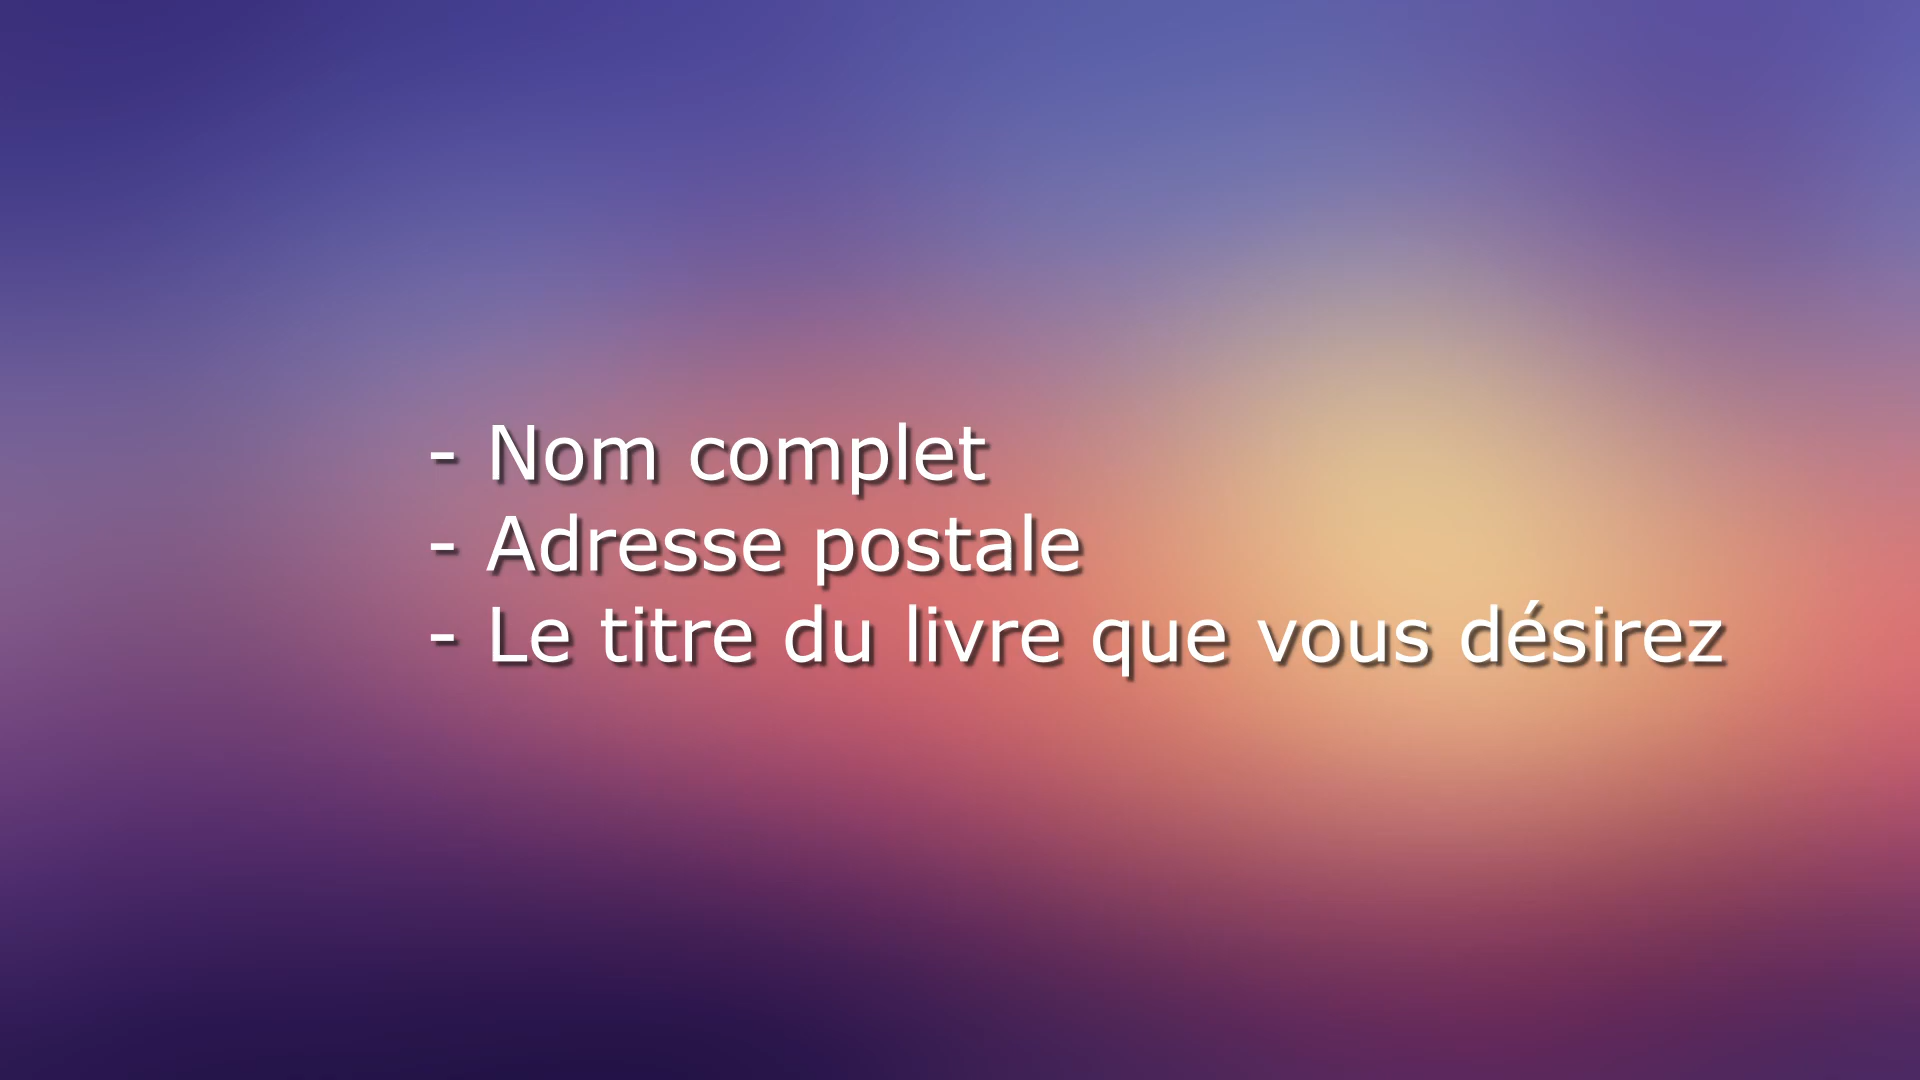 - Nom complet
- Adresse postale
- Le titre du livre que vous désirez